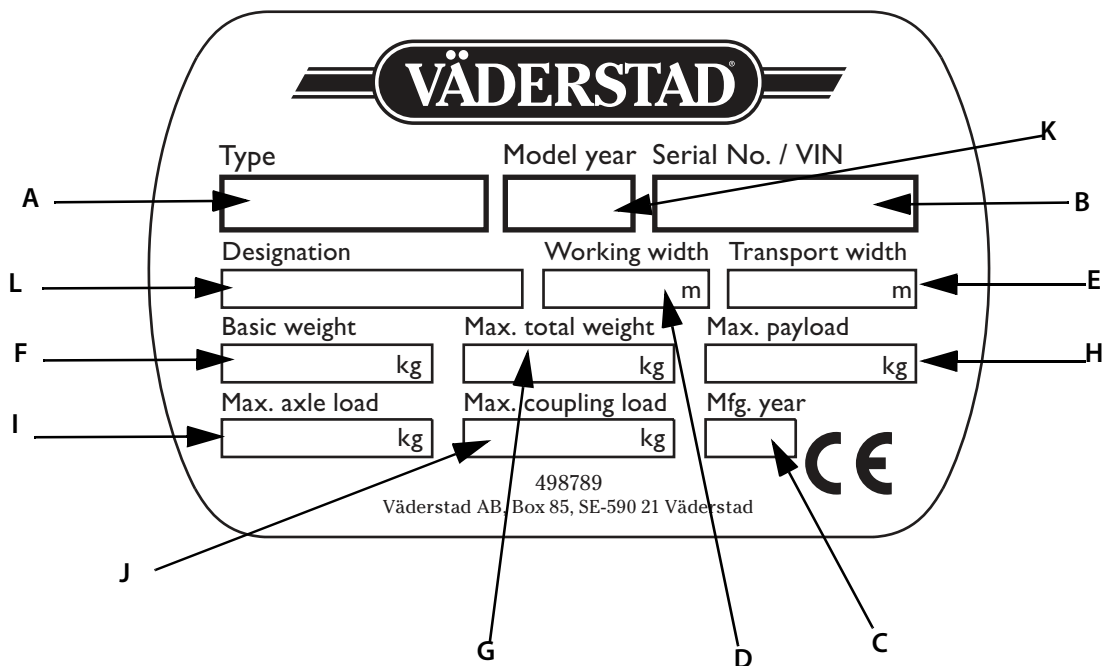 VÄDERSTAD®
K
Type Model year Serial No. / VIN
A B
Designation Working width Transport width
L m m E
Basic weight Max. total weight Max. payload
F kg kg kg H
Max. axle load Max. coupling load Mfg. year
I kg kg CE
498789
Väderstad AB, Box 85, SE-590 21 Väderstad
J G D C